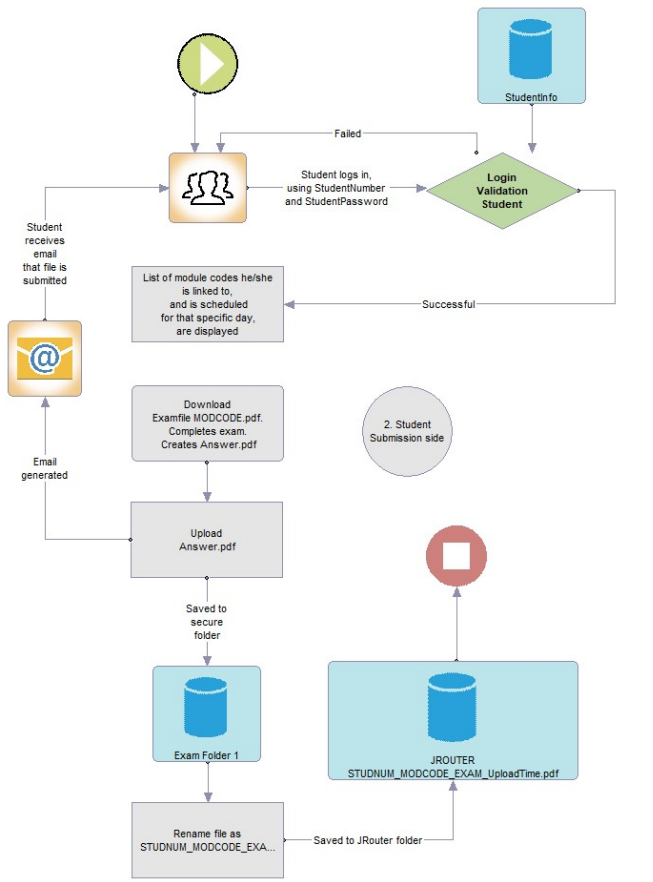 StudentInfo
Failed
Student logs in,
using StudentNumber
and StudentPassword
Login
Validation
Student
Student
receives
email
that file is
submitted
List of module codes he/she
is linked to,
and is scheduled
for that specific day,
are displayed
Successful
@
Download
Examfile MODCODE.pdf.
Completes exam.
Creates Answer.pdf
2. Student
Submission side
Email
generated
Upload
Answer.pdf
Saved to
secure
folder
Exam Folder 1
JROUTER
STUDNUM_MODCODE_EXAM_UploadTime.pdf
Rename file as
STUDNUM_MODCODE_EXA...
Saved to JRouter folder